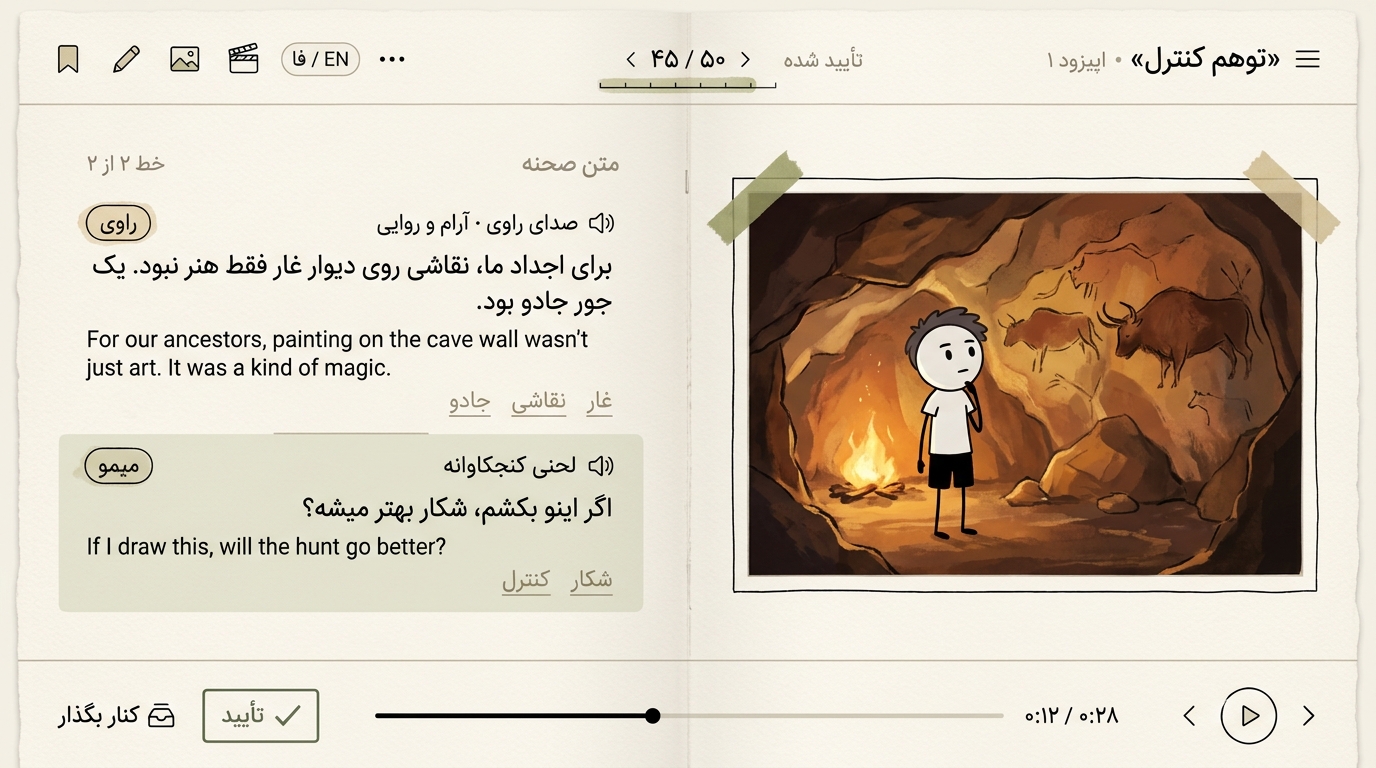 «توهم کنترل» • اپیزود ۱
تأیید شده
۴۵ / ۵۰
فا / EN
متن صحنه
خط ۲ از ۲
صدای راوی · آرام و روایی
راوی
برای اجداد ما، نقاشی روی دیوار غار فقط هنر نبود. یک
جور جادو بود.
For our ancestors, painting on the cave wall wasn't
just art. It was a kind of magic.
غار نقاشی جادو
لحنی کنجکاوانه
میمو
اگر اینو بکشم، شکار بهتر میشه؟
If I draw this, will the hunt go better?
شکار کنترل
۰:۱۲ / ۰:۲۸
تأیید
کنار بگذار